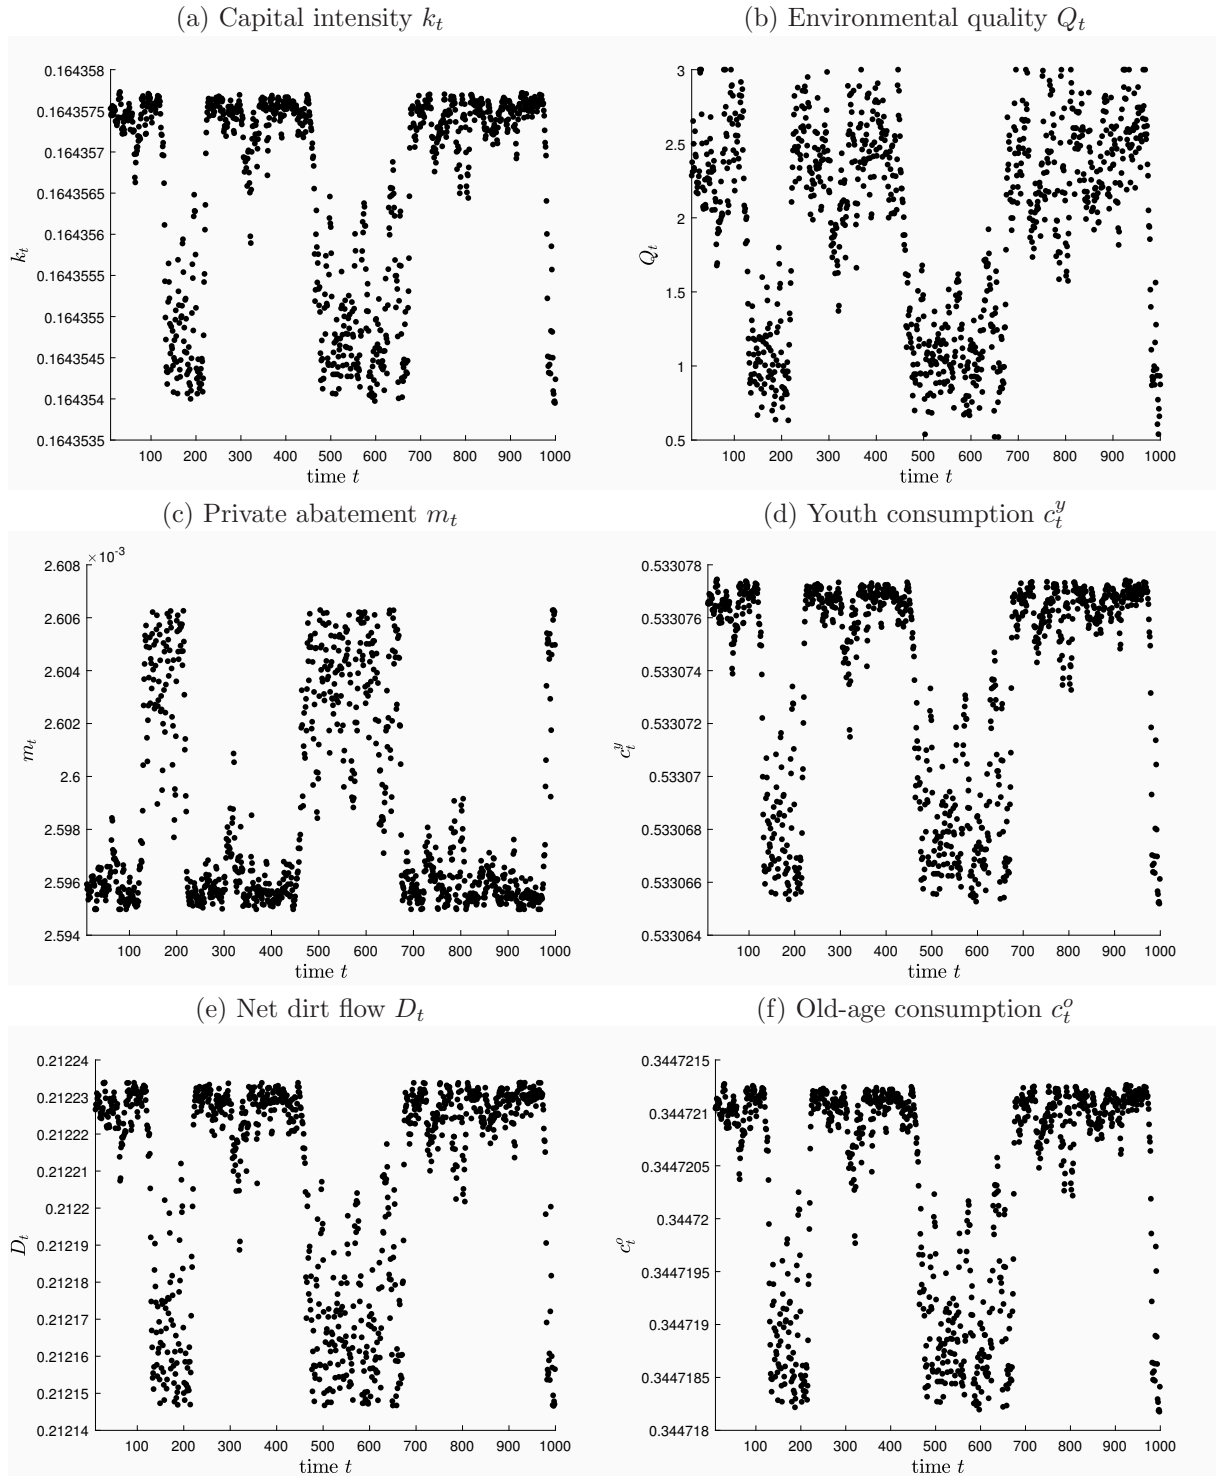 (a) Capital intensity k_t
(b) Environmental quality Q_t
0.164358
0.1643575
0.164357
0.1643565
0.164356
0.1643555
0.164355
0.1643545
0.164354
0.1643535
k_t
100 200 300 400 500 600 700 800 900 1000
time t
3
2.5
2
1.5
1
0.5
Q_t
100 200 300 400 500 600 700 800 900 1000
time t
(c) Private abatement m_t
(d) Youth consumption c_t^y
×10^-3
2.608
2.606
2.604
2.602
2.6
2.598
2.596
2.594
m_t
100 200 300 400 500 600 700 800 900 1000
time t
0.533078
0.533076
0.533074
0.533072
0.53307
0.533068
0.533066
0.533064
c_t^y
100 200 300 400 500 600 700 800 900 1000
time t
(e) Net dirt flow D_t
(f) Old-age consumption c_t^o
0.21224
0.21223
0.21222
0.21221
0.2122
0.21219
0.21218
0.21217
0.21216
0.21215
0.21214
D_t
100 200 300 400 500 600 700 800 900 1000
time t
0.3447215
0.344721
0.3447205
0.34472
0.3447195
0.344719
0.3447185
0.344718
c_t^o
100 200 300 400 500 600 700 800 900 1000
time t